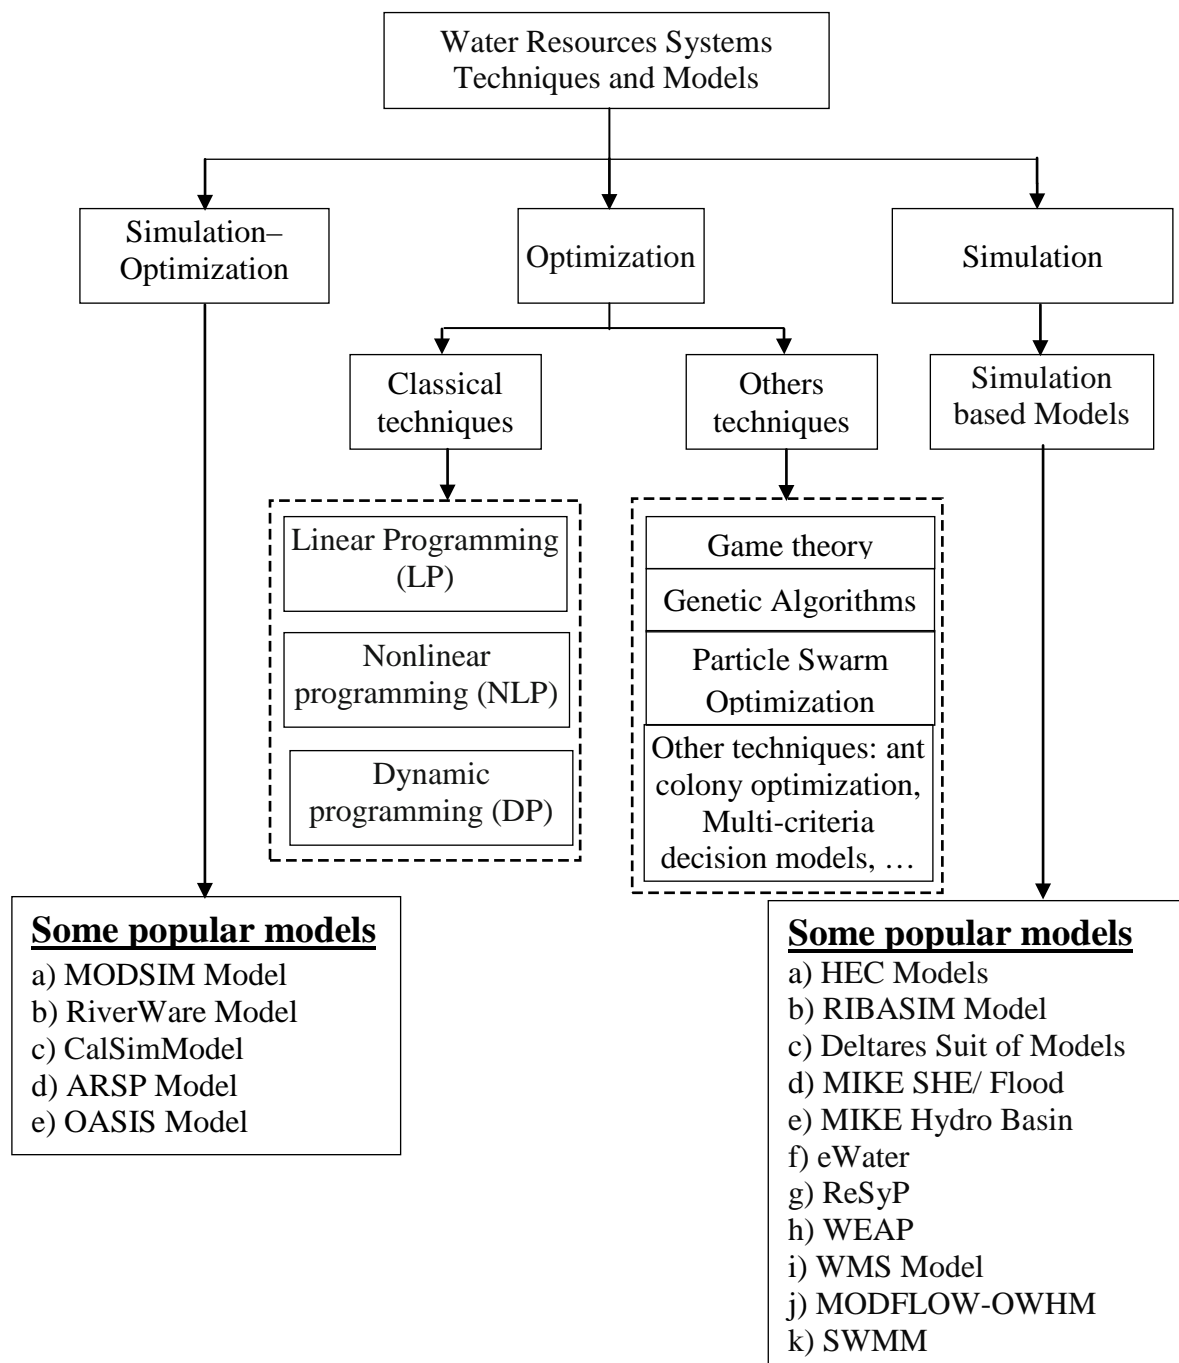 Water Resources Systems
Techniques and Models
Simulation–
Optimization
Optimization
Simulation
Classical
techniques
Others
techniques
Simulation
based Models
Linear Programming
(LP)
Nonlinear
programming (NLP)
Dynamic
programming (DP)
Game theory
Genetic Algorithms
Particle Swarm
Optimization
Other techniques: ant
colony optimization,
Multi-criteria
decision models, …
Some popular models
a) MODSIM Model
b) RiverWare Model
c) CalSimModel
d) ARSP Model
e) OASIS Model
Some popular models
a) HEC Models
b) RIBASIM Model
c) Deltares Suit of Models
d) MIKE SHE/ Flood
e) MIKE Hydro Basin
f) eWater
g) ReSyP
h) WEAP
i) WMS Model
j) MODFLOW-OWHM
k) SWMM